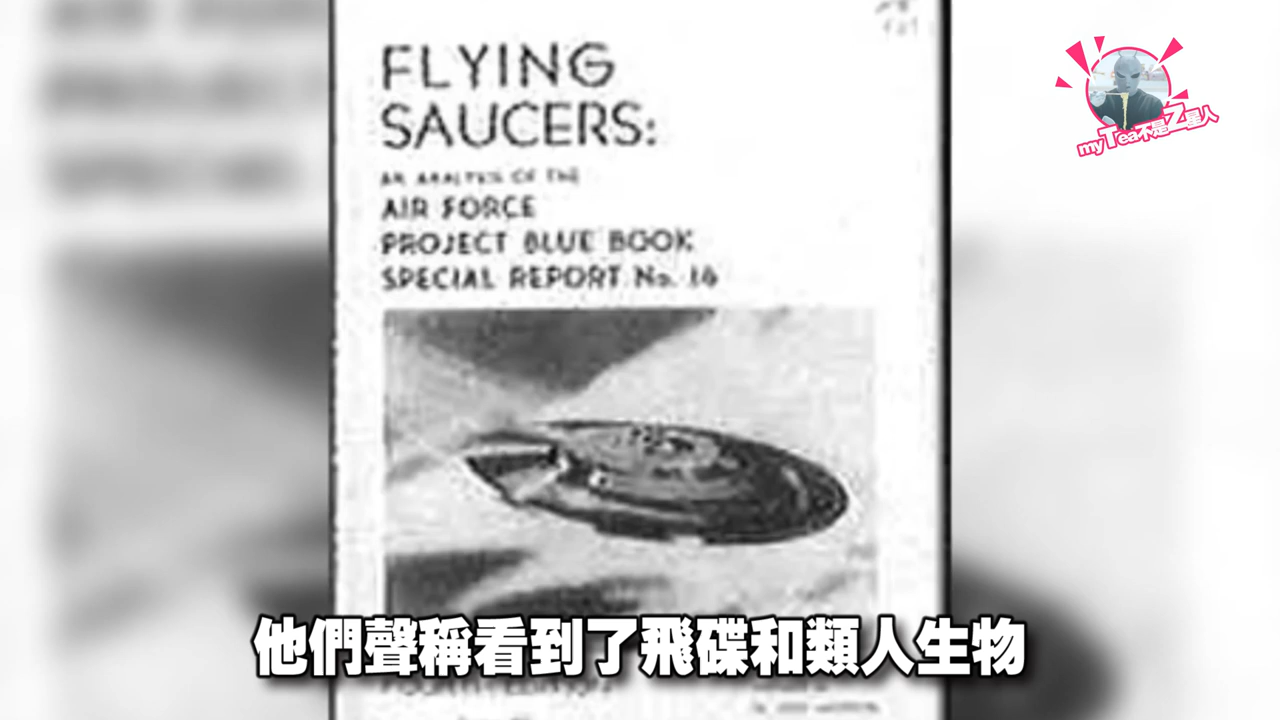 FLYING
SAUCERS:
AN ANALYSIS OF THE
AIR FORCE
PROJECT BLUE BOOK
SPECIAL REPORT No. 14
myTea不是Z星人
他們聲稱看到了飛碟和類人生物